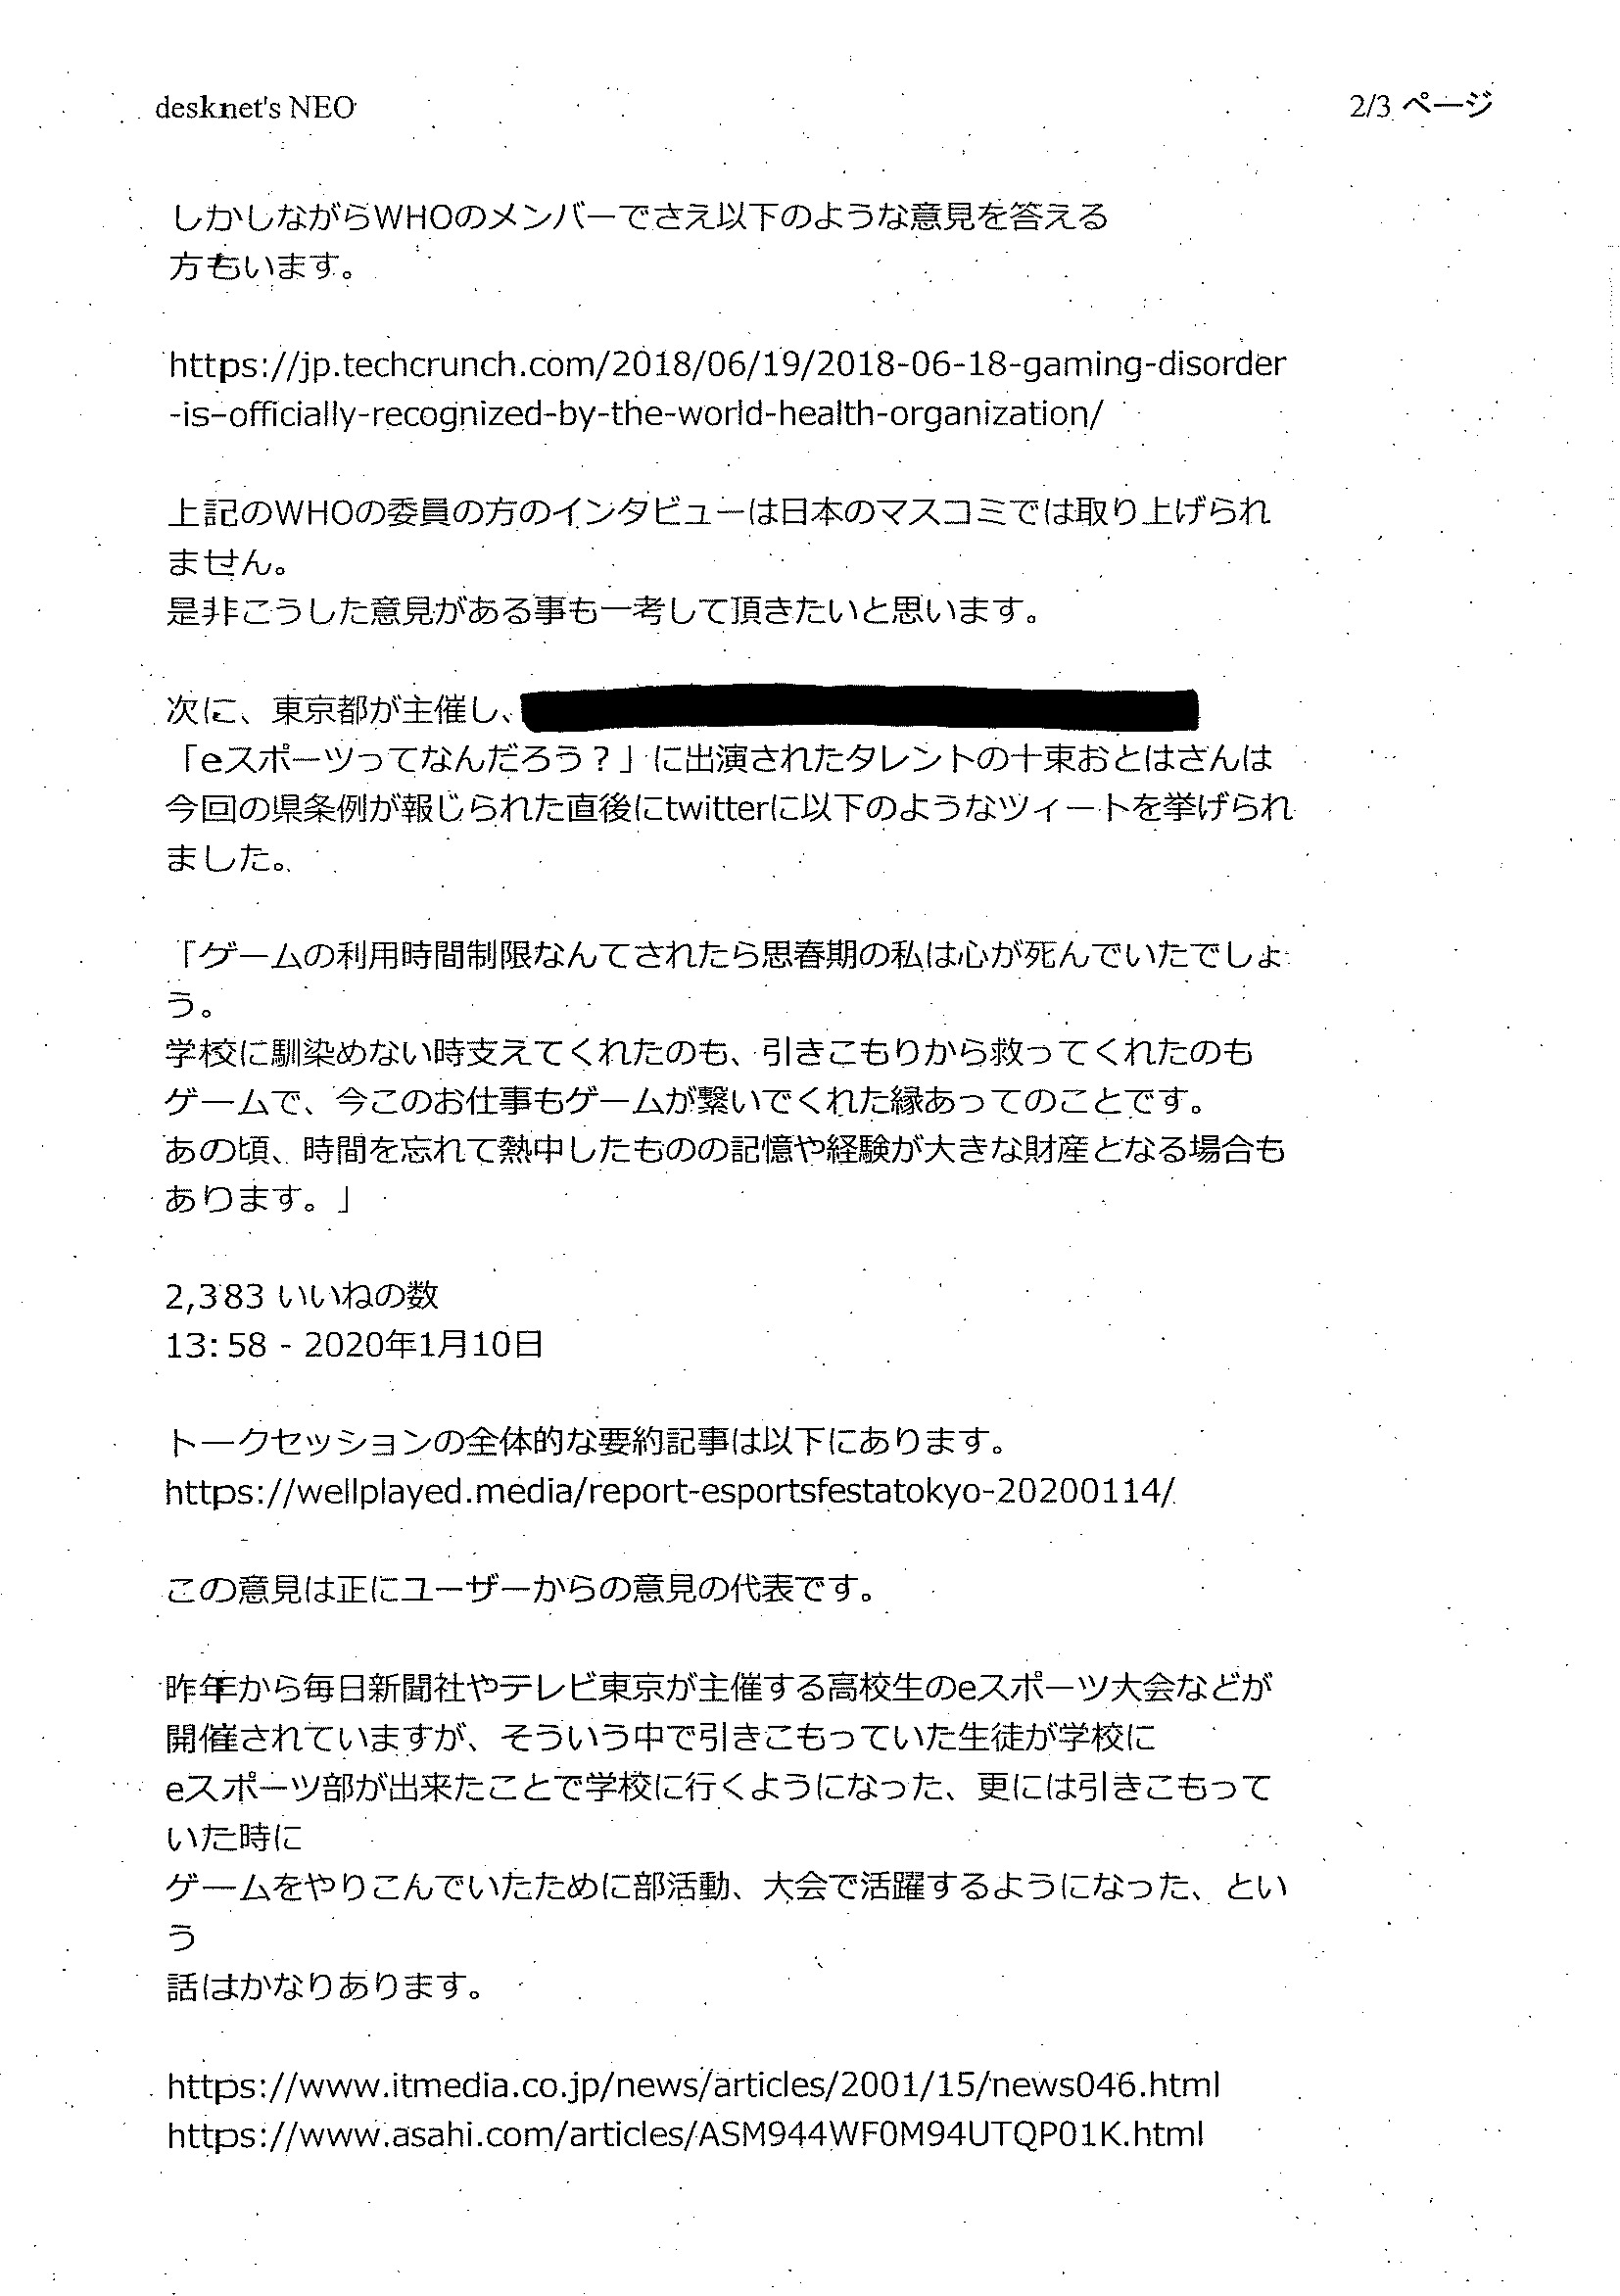 desknet's NEO
2/3 ページ
しかしながらWHOのメンバーでさえ以下のような意見を答える
方もいます。
https://jp.techcrunch.com/2018/06/19/2018-06-18-gaming-disorder
-is-officially-recognized-by-the-world-health-organization/
上記のWHOの委員の方のインタビューは日本のマスコミでは取り上げられ
ません。
是非こうした意見がある事も一考して頂きたいと思います。
次に、東京都が主催し、
「eスポーツってなんだろう？」に出演されたタレントの十束おとはさんは
今回の県条例が報じられた直後にtwitterに以下のようなツィートを挙げられ
ました。
「ゲームの利用時間制限なんてされたら思春期の私は心が死んでいたでしょ
う。
学校に馴染めない時支えてくれたのも、引きこもりから救ってくれたのも
ゲームで、今このお仕事もゲームが繋いでくれた縁あってのことです。
あの頃、時間を忘れて熱中したものの記憶や経験が大きな財産となる場合も
あります。」
2,383 いいねの数
13:58 - 2020年1月10日
トークセッションの全体的な要約記事は以下にあります。
https://wellplayed.media/report-esportsfestatokyo-20200114/
この意見は正にユーザーからの意見の代表です。
昨年から毎日新聞社やテレビ東京が主催する高校生のeスポーツ大会などが
開催されていますが、そういう中で引きこもっていた生徒が学校に
eスポーツ部が出来たことで学校に行くようになった、更には引きこもって
いた時に
ゲームをやりこんでいたために部活動、大会で活躍するようになった、とい
う
話はかなりあります。
https://www.itmedia.co.jp/news/articles/2001/15/news046.html
https://www.asahi.com/articles/ASM944WF0M94UTQP01K.html